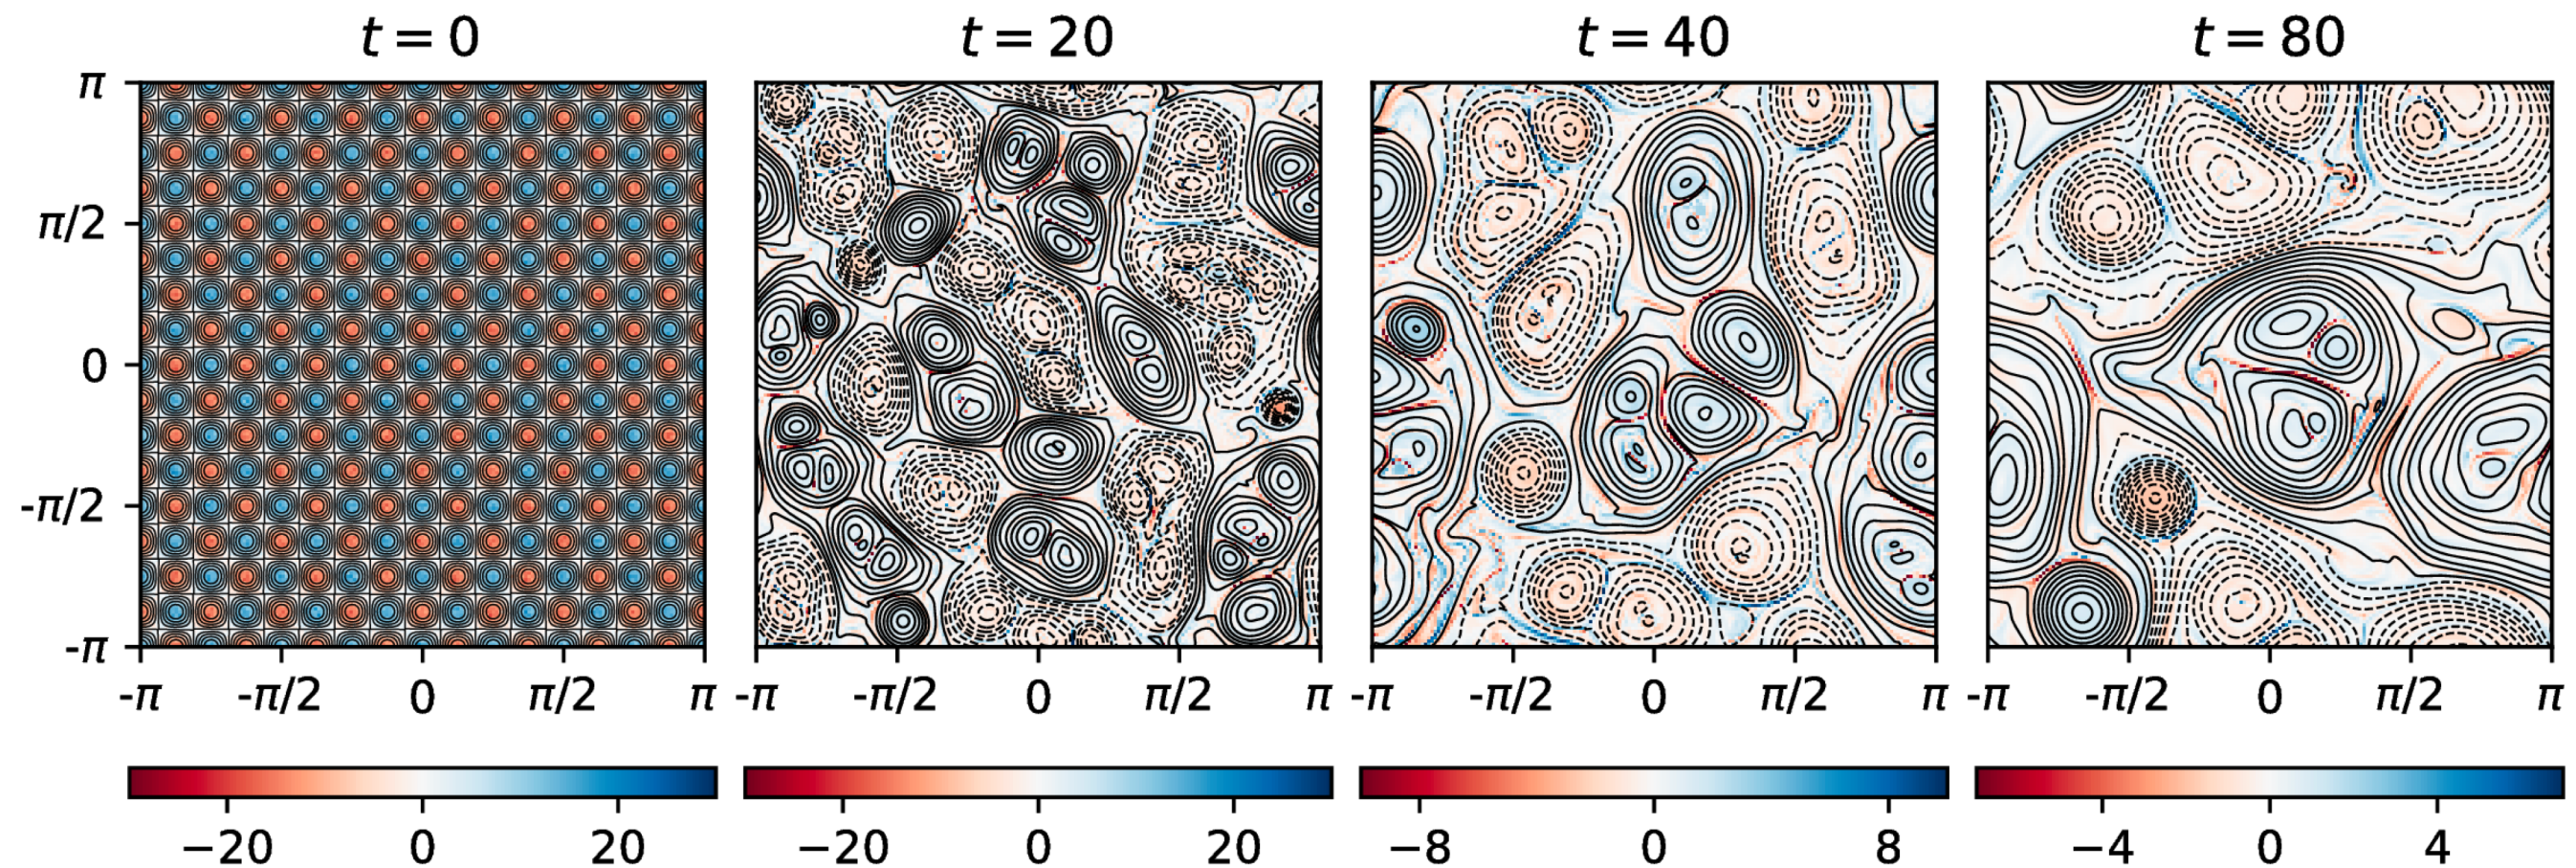 t = 0 t = 20 t = 40 t = 80
π
π/2
0
-π/2
-π
-π -π/2 0 π/2 π -π -π/2 0 π/2 π -π -π/2 0 π/2 π -π -π/2 0 π/2 π
−20 0 20 −20 0 20 −8 0 8 −4 0 4